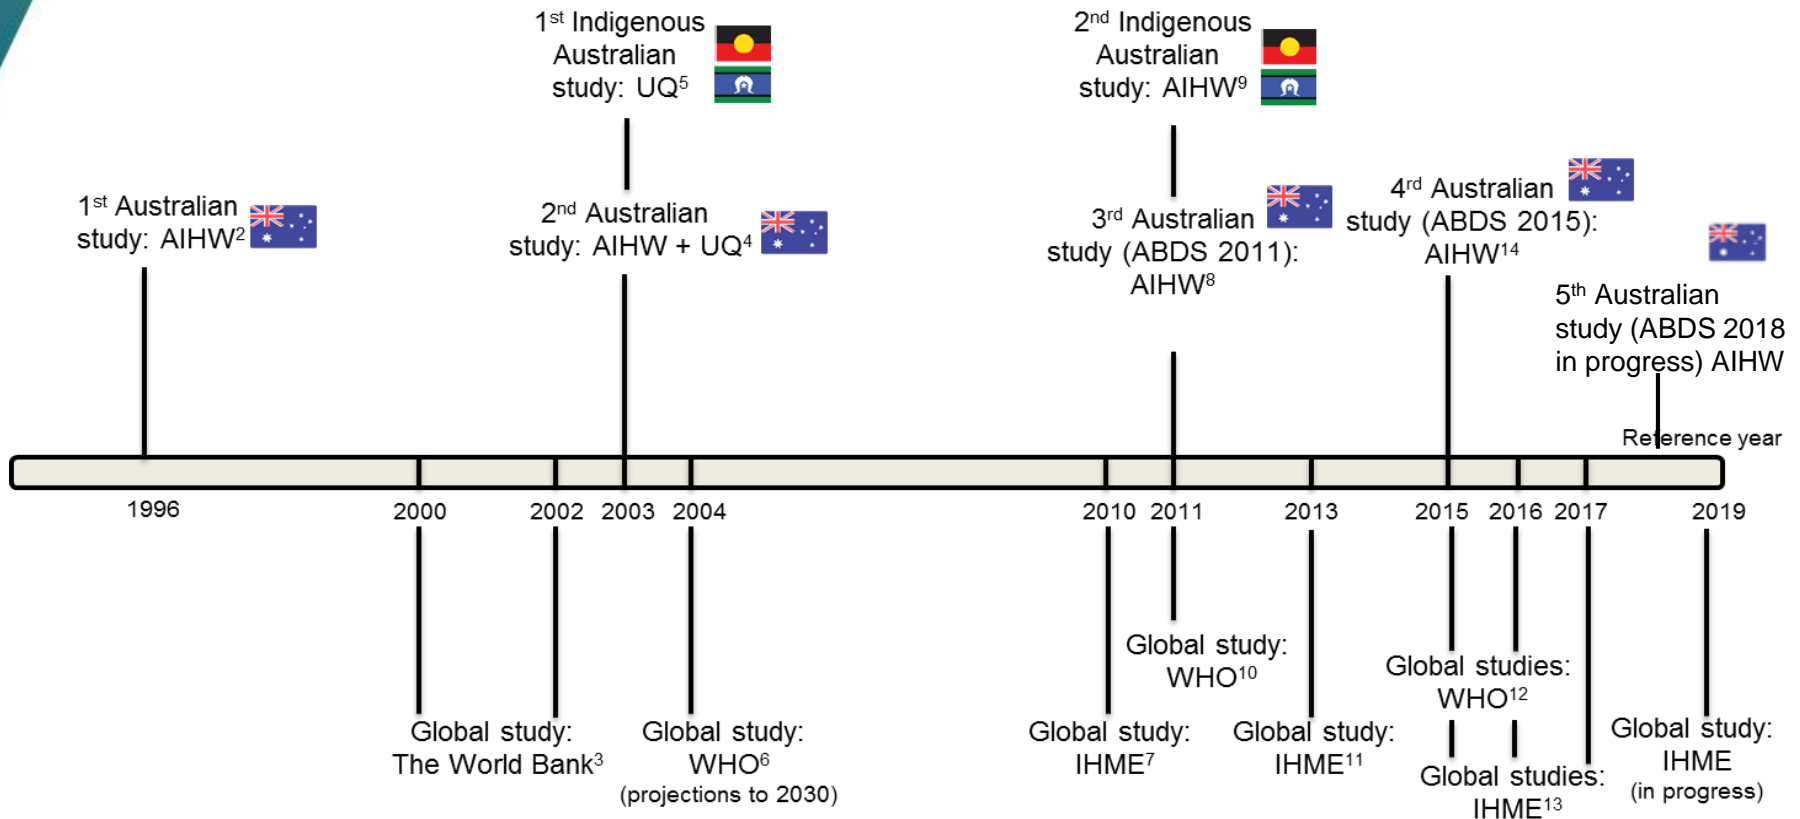 1st Indigenous
Australian
study: UQ5
2nd Indigenous
Australian
study: AIHW9
1st Australian
study: AIHW2
2nd Australian
study: AIHW + UQ4
3rd Australian
study (ABDS 2011):
AIHW8
4rd Australian
study (ABDS 2015):
AIHW14
5th Australian
study (ABDS 2018
in progress) AIHW
Reference year
1996
2000
2002
2003
2004
2010
2011
2013
2015
2016
2017
2019
Global study:
The World Bank3
Global study:
WHO6
(projections to 2030)
Global study:
IHME7
Global study:
WHO10
Global study:
IHME11
Global studies:
WHO12
Global studies:
IHME13
Global study:
IHME
(in progress)